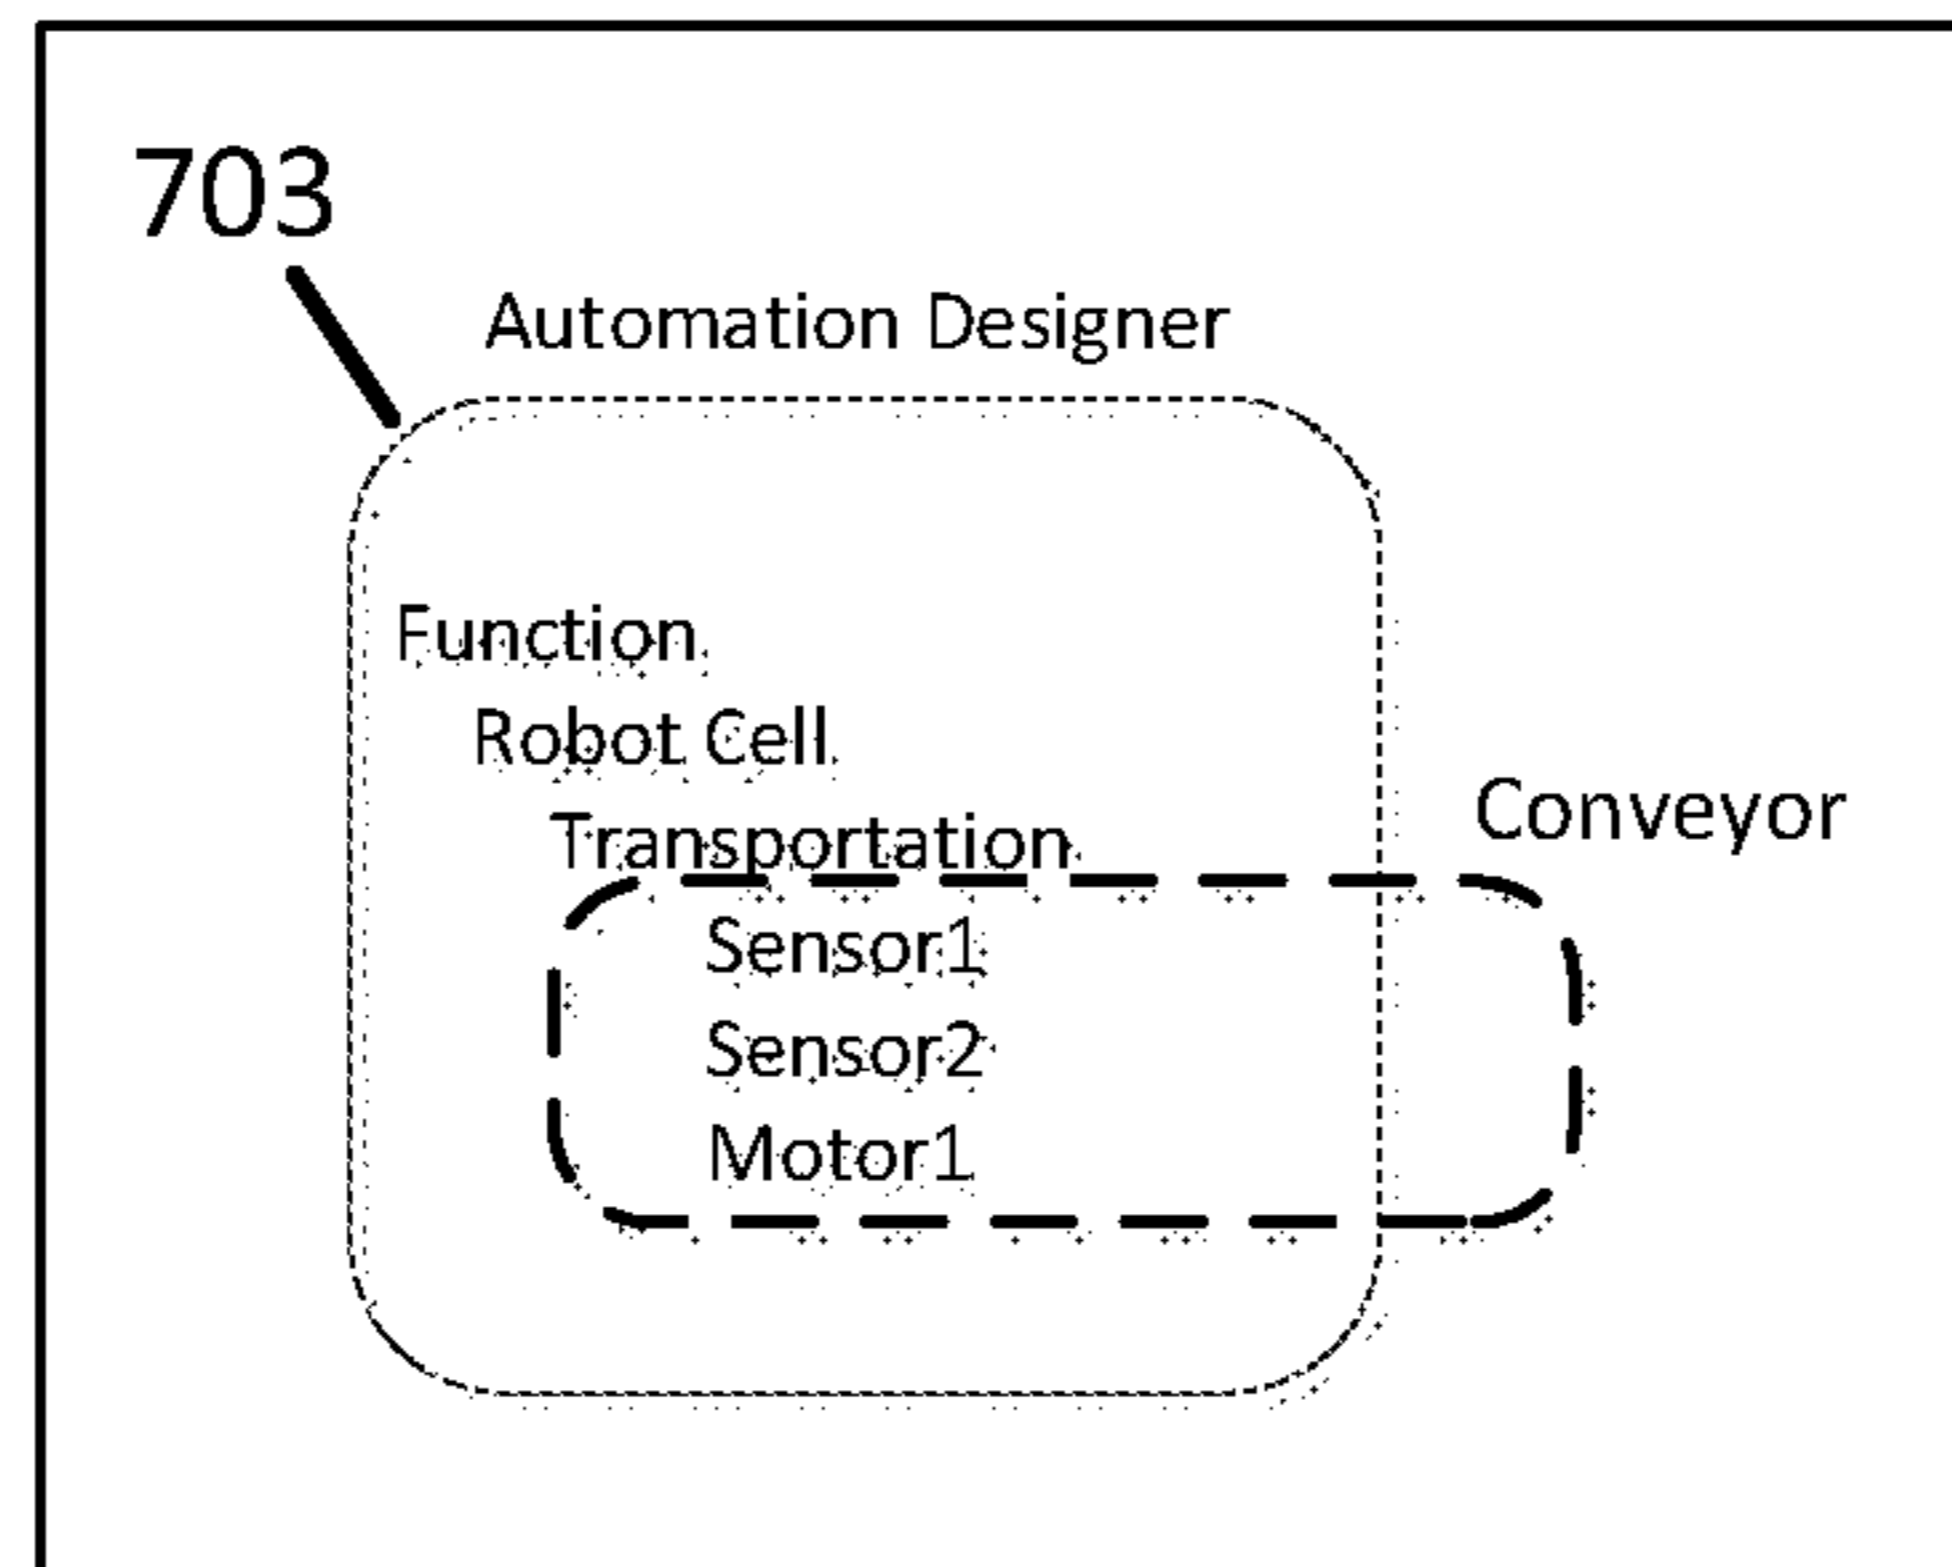 703
Automation Designer
Function
Robot Cell
Transportation
Conveyor
Sensor1
Sensor2
Motor1